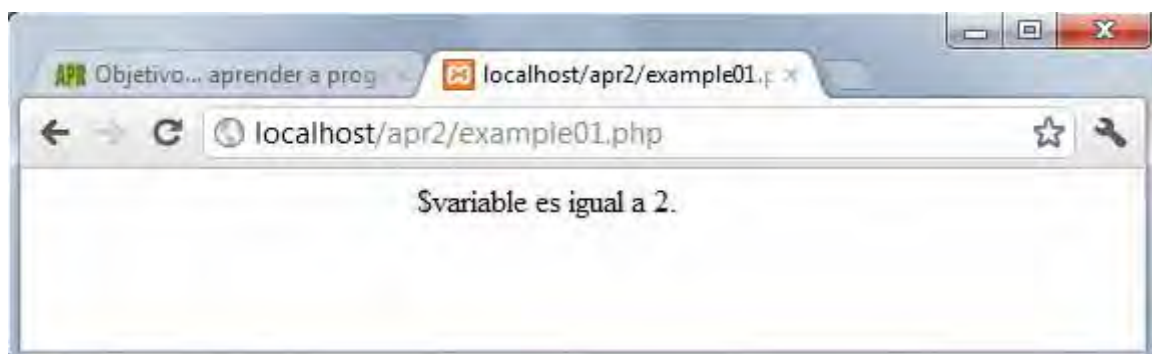 APR Objetivo... aprender a prog
localhost/apr2/example01.p
localhost/apr2/example01.php
$variable es igual a 2.